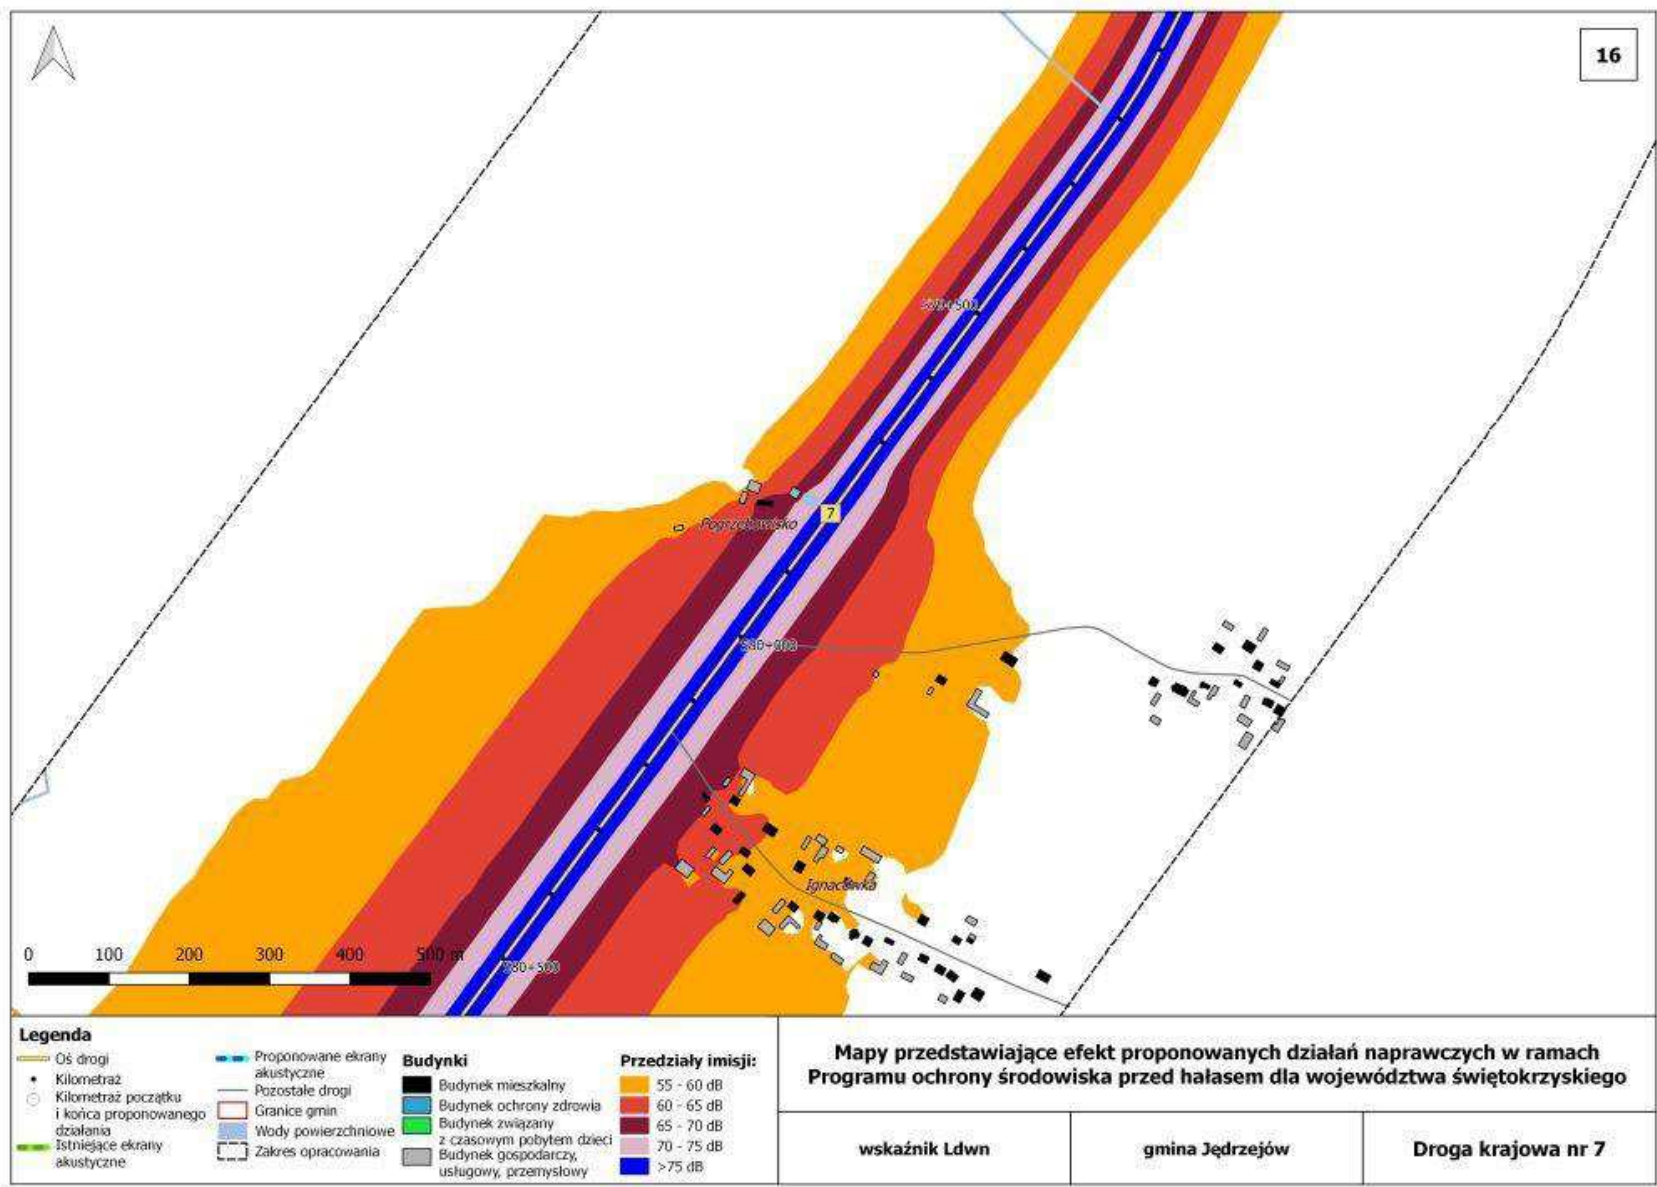 16
7
580+000
Ignacówka
0 100 200 300 400 500 m
580+500
Legenda
Oś drogi
Kilometraż
Kilometraż początku
i końca proponowanego
działania
Istniejące ekrany
akustyczne
Proponowane ekrany
akustyczne
Pozostałe drogi
Granice gmin
Wody powierzchniowe
Zakres opracowania
Budynki
Budynek mieszkalny
Budynek ochrony zdrowia
Budynek związany
z czasowym pobytem dzieci
Budynek gospodarczy,
usługowy, przemysłowy
Przedziały imisji:
55 - 60 dB
60 - 65 dB
65 - 70 dB
70 - 75 dB
>75 dB
Mapy przedstawiające efekt proponowanych działań naprawczych w ramach
Programu ochrony środowiska przed hałasem dla województwa świętokrzyskiego
wskaźnik Ldwn
gmina Jędrzejów
Droga krajowa nr 7